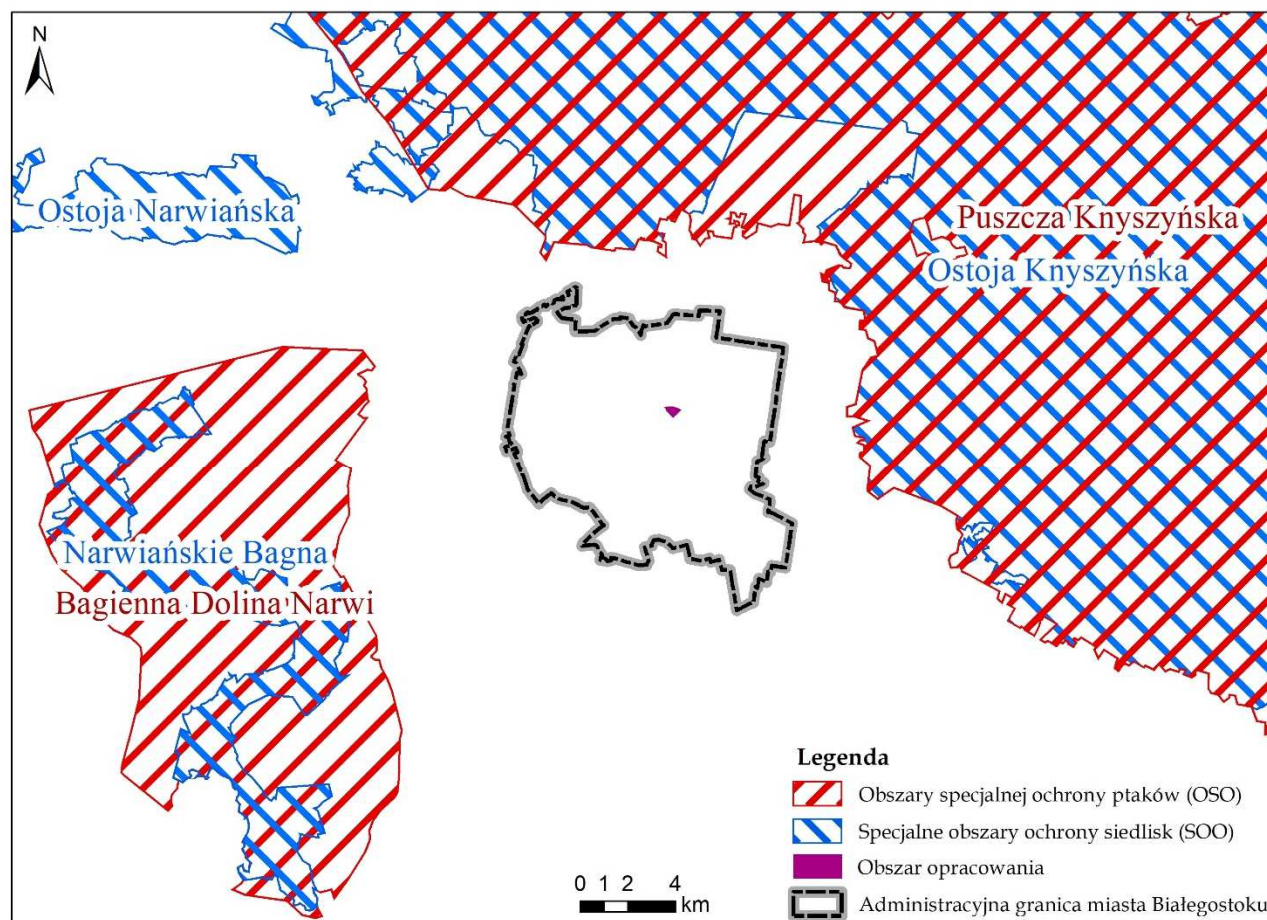 N
Ostoja Narwiańska
Puszcza Knyszyńska
Ostoja Knyszyńska
Narwiańskie Bagna
Bagienna Dolina Narwi
Legenda
Obszary specjalnej ochrony ptaków (OSO)
Specjalne obszary ochrony siedlisk (SOO)
Obszar opracowania
Administracyjna granica miasta Białegostoku
0 1 2 4
km